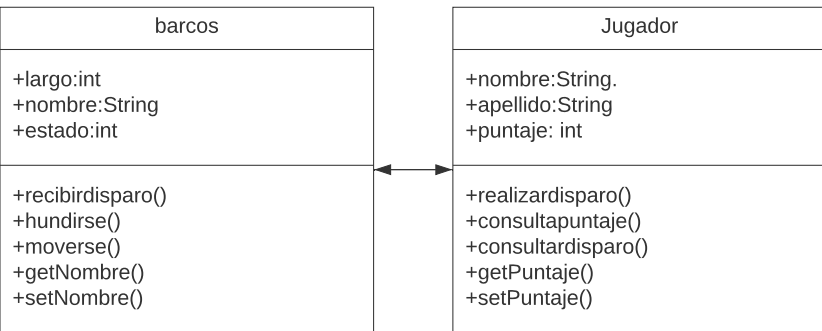 barcos
+largo:int
+nombre:String
+estado:int
+recibirdisparo()
+hundirse()
+moverse()
+getNombre()
+setNombre()
Jugador
+nombre:String.
+apellido:String
+puntaje: int
+realizardisparo()
+consultapuntaje()
+consultardisparo()
+getPuntaje()
+setPuntaje()